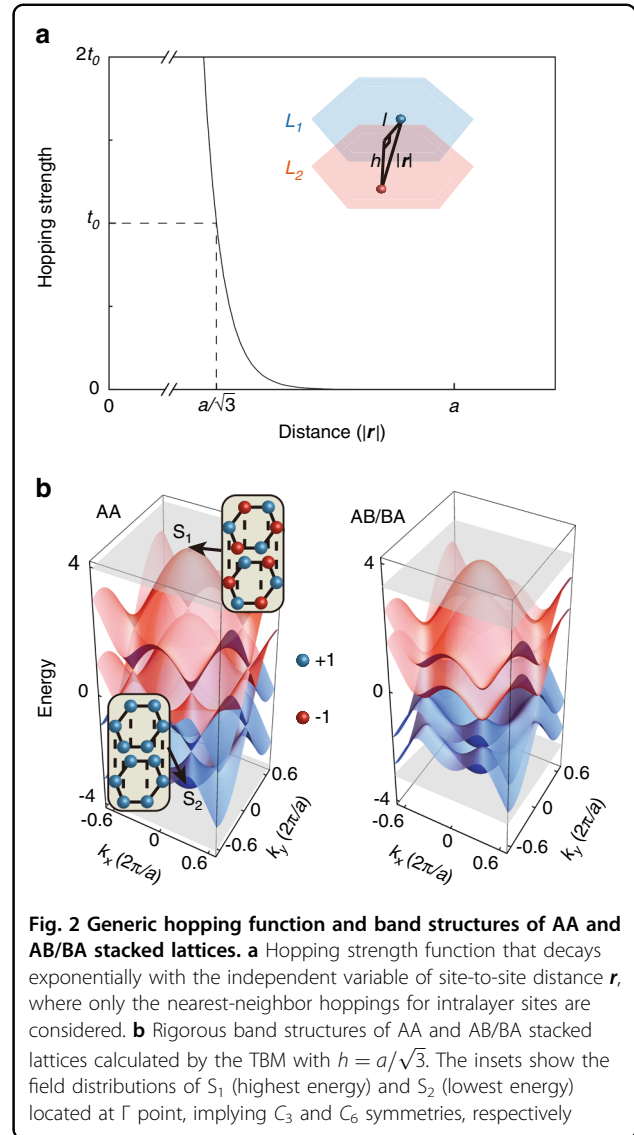 a
2t₀
t₀
0
Hopping strength
0
a/√3
a
Distance (|r|)
L₁
L₂
l
h
|r|
b
AA
S₁
4
0
-4
Energy
S₂
-0.6
0
0.6
kₓ (2π/a)
-0.6
0
0.6
k_y (2π/a)
+1
-1
AB/BA
4
0
-4
-0.6
0
0.6
kₓ (2π/a)
-0.6
0
0.6
k_y (2π/a)
Fig. 2 Generic hopping function and band structures of AA and
AB/BA stacked lattices. a Hopping strength function that decays
exponentially with the independent variable of site-to-site distance r,
where only the nearest-neighbor hoppings for intralayer sites are
considered. b Rigorous band structures of AA and AB/BA stacked
lattices calculated by the TBM with h = a/√3. The insets show the
field distributions of S₁ (highest energy) and S₂ (lowest energy)
located at Γ point, implying C₃ and C₆ symmetries, respectively